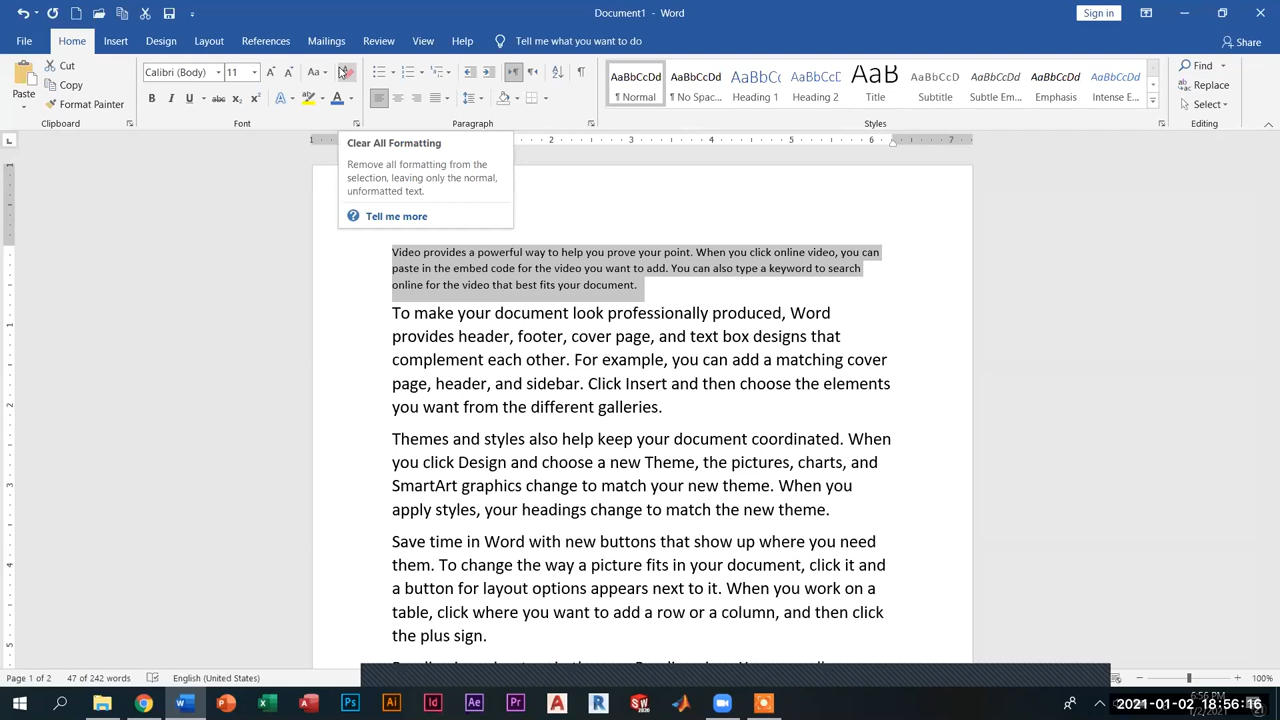 Document1 - Word
Sign in
File Home Insert Design Layout References Mailings Review View Help Tell me what you want to do
Share
Paste
Cut
Copy
Format Painter
Clipboard
Calibri (Body) 11
Font
Paragraph
AaBbCcDd AaBbCcDd AaBbCc AaBbCcD AaB AaBbCcD AaBbCcDd AaBbCcDd AaBbCcDd
¶ Normal ¶ No Spac... Heading 1 Heading 2 Title Subtitle Subtle Em... Emphasis Intense E...
Styles
Find
Replace
Select
Editing
Clear All Formatting
Remove all formatting from the
selection, leaving only the normal,
unformatted text.
Tell me more
Video provides a powerful way to help you prove your point. When you click online video, you can
paste in the embed code for the video you want to add. You can also type a keyword to search
online for the video that best fits your document.
To make your document look professionally produced, Word
provides header, footer, cover page, and text box designs that
complement each other. For example, you can add a matching cover
page, header, and sidebar. Click Insert and then choose the elements
you want from the different galleries.
Themes and styles also help keep your document coordinated. When
you click Design and choose a new Theme, the pictures, charts, and
SmartArt graphics change to match your new theme. When you
apply styles, your headings change to match the new theme.
Save time in Word with new buttons that show up where you need
them. To change the way a picture fits in your document, click it and
a button for layout options appears next to it. When you work on a
table, click where you want to add a row or a column, and then click
the plus sign.
Page 1 of 2 47 of 242 words English (United States)
100%
6:56 PM
1/2/2021
2021-01-02 18:56:16